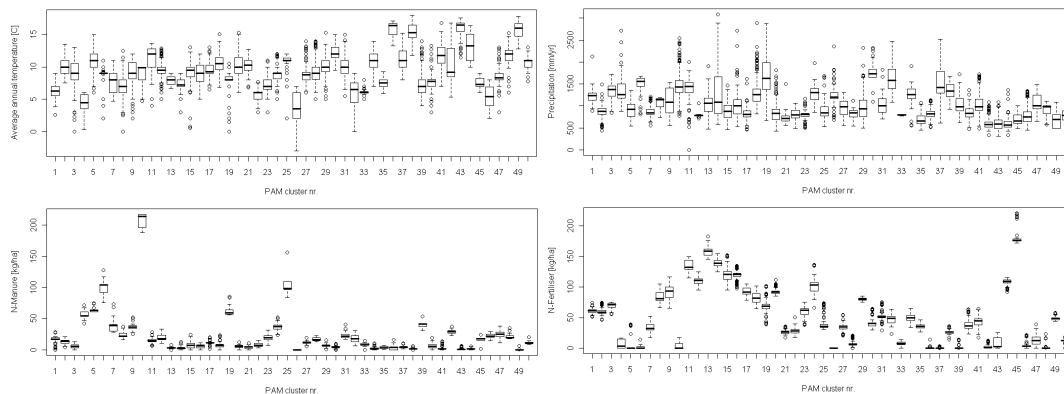 Average annual temperature [C]
15
10
5
0
1 3 5 7 9 11 13 15 17 19 21 23 25 27 29 31 33 35 37 39 41 43 45 47 49
PAM cluster nr.
Precipitation [mm/yr]
2500
1500
500
0
1 3 5 7 9 11 13 15 17 19 21 23 25 27 29 31 33 35 37 39 41 43 45 47 49
PAM cluster nr.
N-Manure [kg/ha]
200
150
100
50
0
1 3 5 7 9 11 13 15 17 19 21 23 25 27 29 31 33 35 37 39 41 43 45 47 49
PAM cluster nr.
N-Fertiliser [kg/ha]
200
150
100
50
0
1 3 5 7 9 11 13 15 17 19 21 23 25 27 29 31 33 35 37 39 41 43 45 47 49
PAM cluster nr.